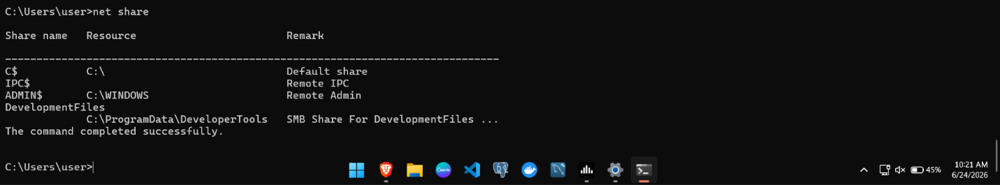 C:\Users\user>net share
Share name   Resource                        Remark
-------------------------------------------------------------------------------
C$           C:\                             Default share
IPC$                                         Remote IPC
ADMIN$       C:\WINDOWS                      Remote Admin
DevelopmentFiles
             C:\ProgramData\DeveloperTools   SMB Share For DevelopmentFiles ...
The command completed successfully.
C:\Users\user>
Canva
45%
10:21 AM
6/24/2026